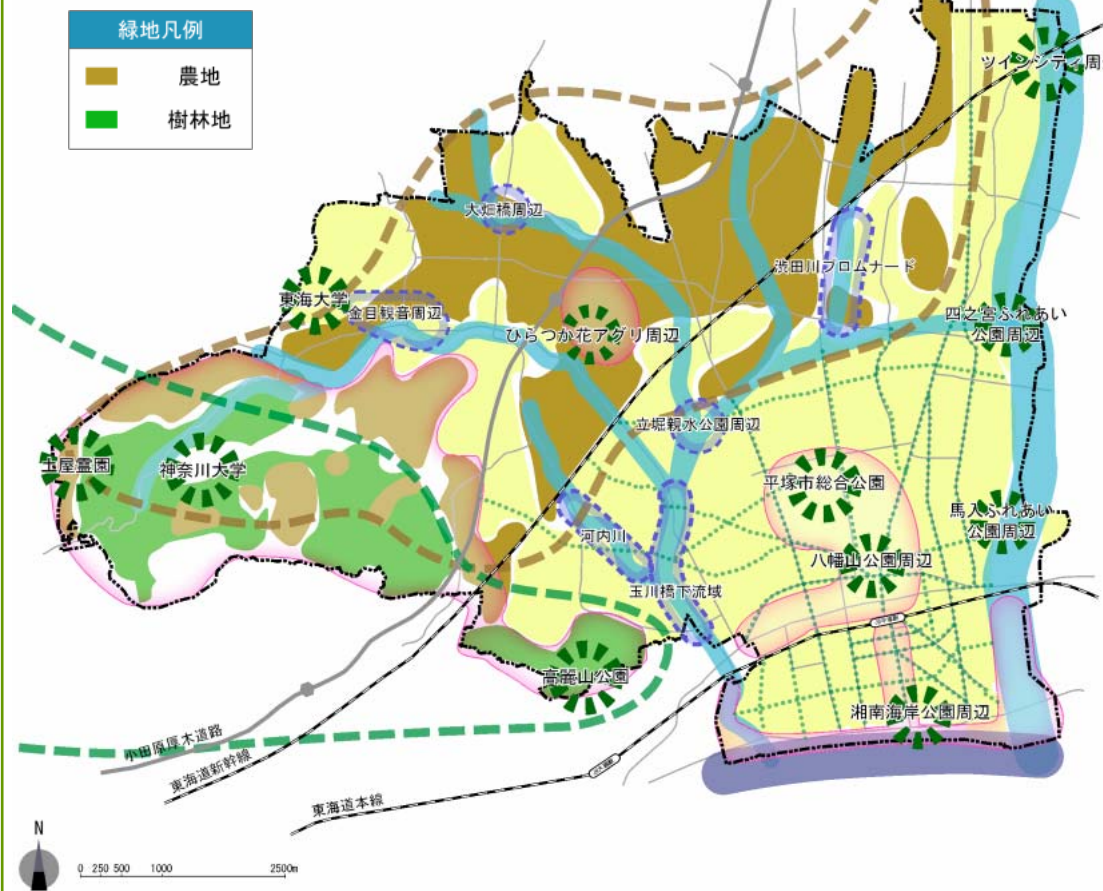 緑地凡例
農地
樹林地
ツインシティ周
大畑橋周辺
渋田川プロムナード
東海大学
金目観音周辺
ひらつか花アグリ周辺
四之宮ふれあい
公園周辺
立堀親水公園周辺
土屋霊園
神奈川大学
平塚市総合公園
馬入ふれあい
公園周辺
河内川
八幡山公園周辺
玉川橋下流域
高麗山公園
湘南海岸公園周辺
小田原厚木道路
東海道新幹線
東海道本線
N
0 250 500 1000 2500m